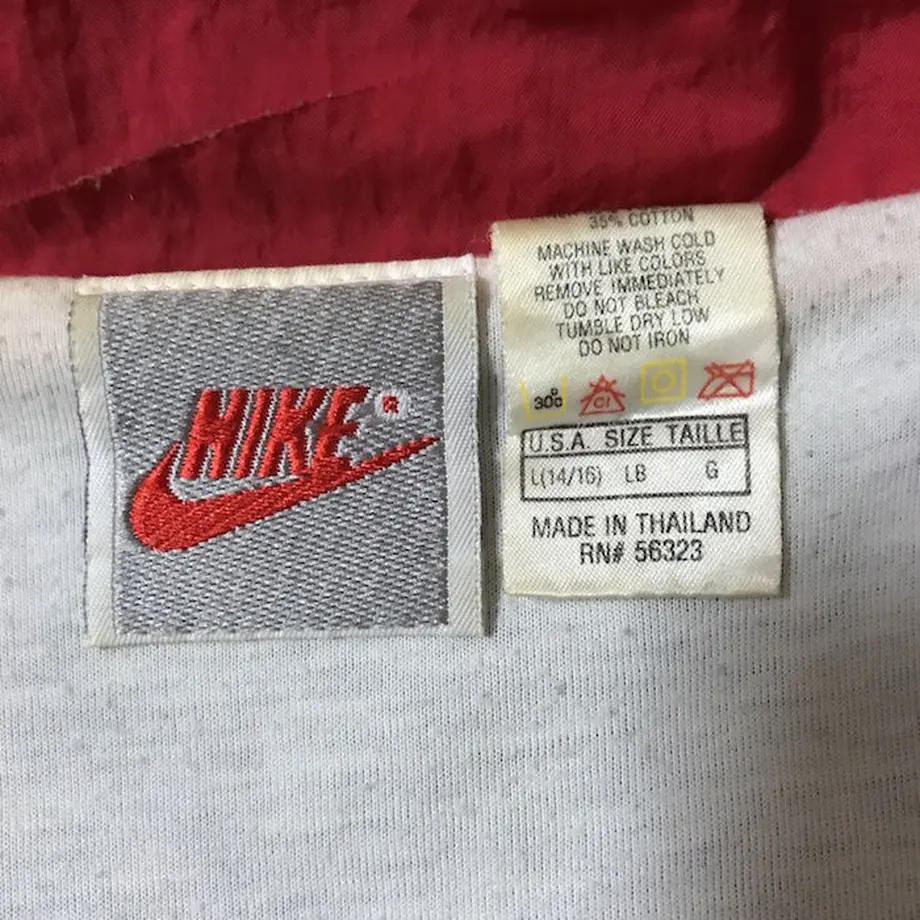 NIKE®
35% COTTON
MACHINE WASH COLD
WITH LIKE COLORS
REMOVE IMMEDIATELY
DO NOT BLEACH
TUMBLE DRY LOW
DO NOT IRON
30° Cl
U.S.A. SIZE TAILLE
L(14/16) LB G
MADE IN THAILAND
RN# 56323